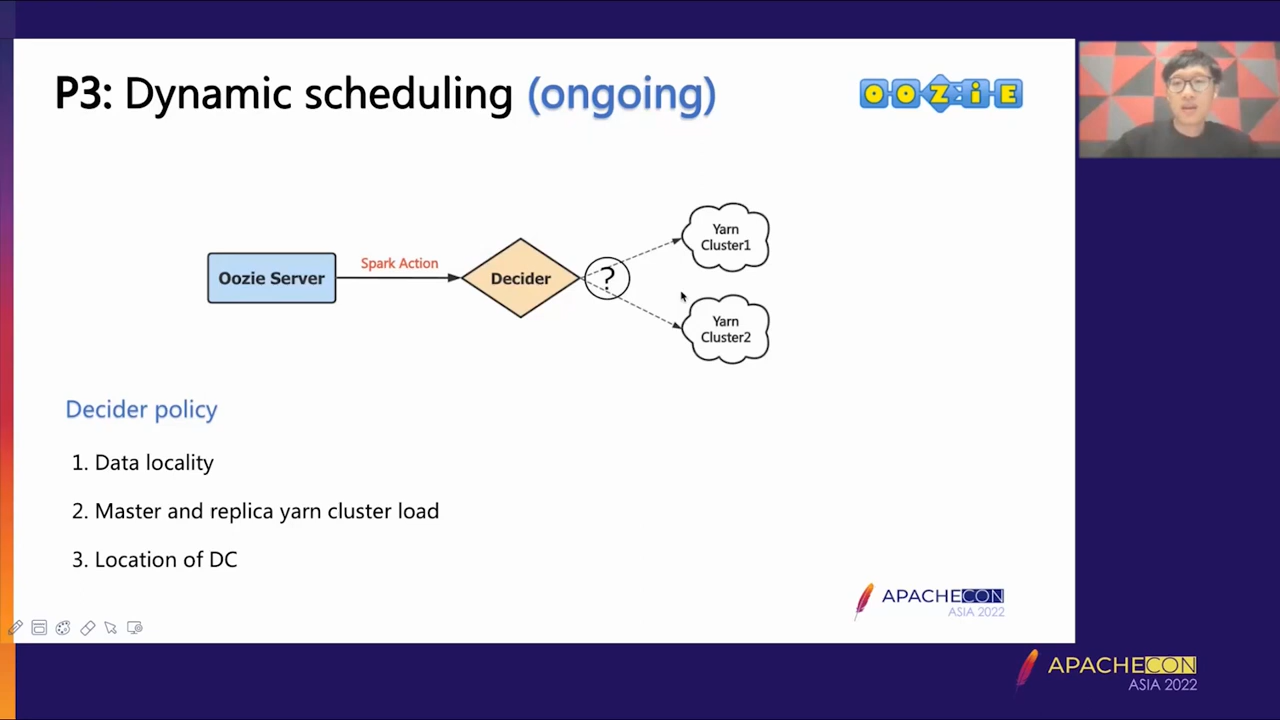 P3: Dynamic scheduling (ongoing)
OOZiE
Yarn
Cluster1
Oozie Server
Spark Action
Decider
?
Yarn
Cluster2
Decider policy
1. Data locality
2. Master and replica yarn cluster load
3. Location of DC
APACHECON
ASIA 2022
APACHECON
ASIA 2022